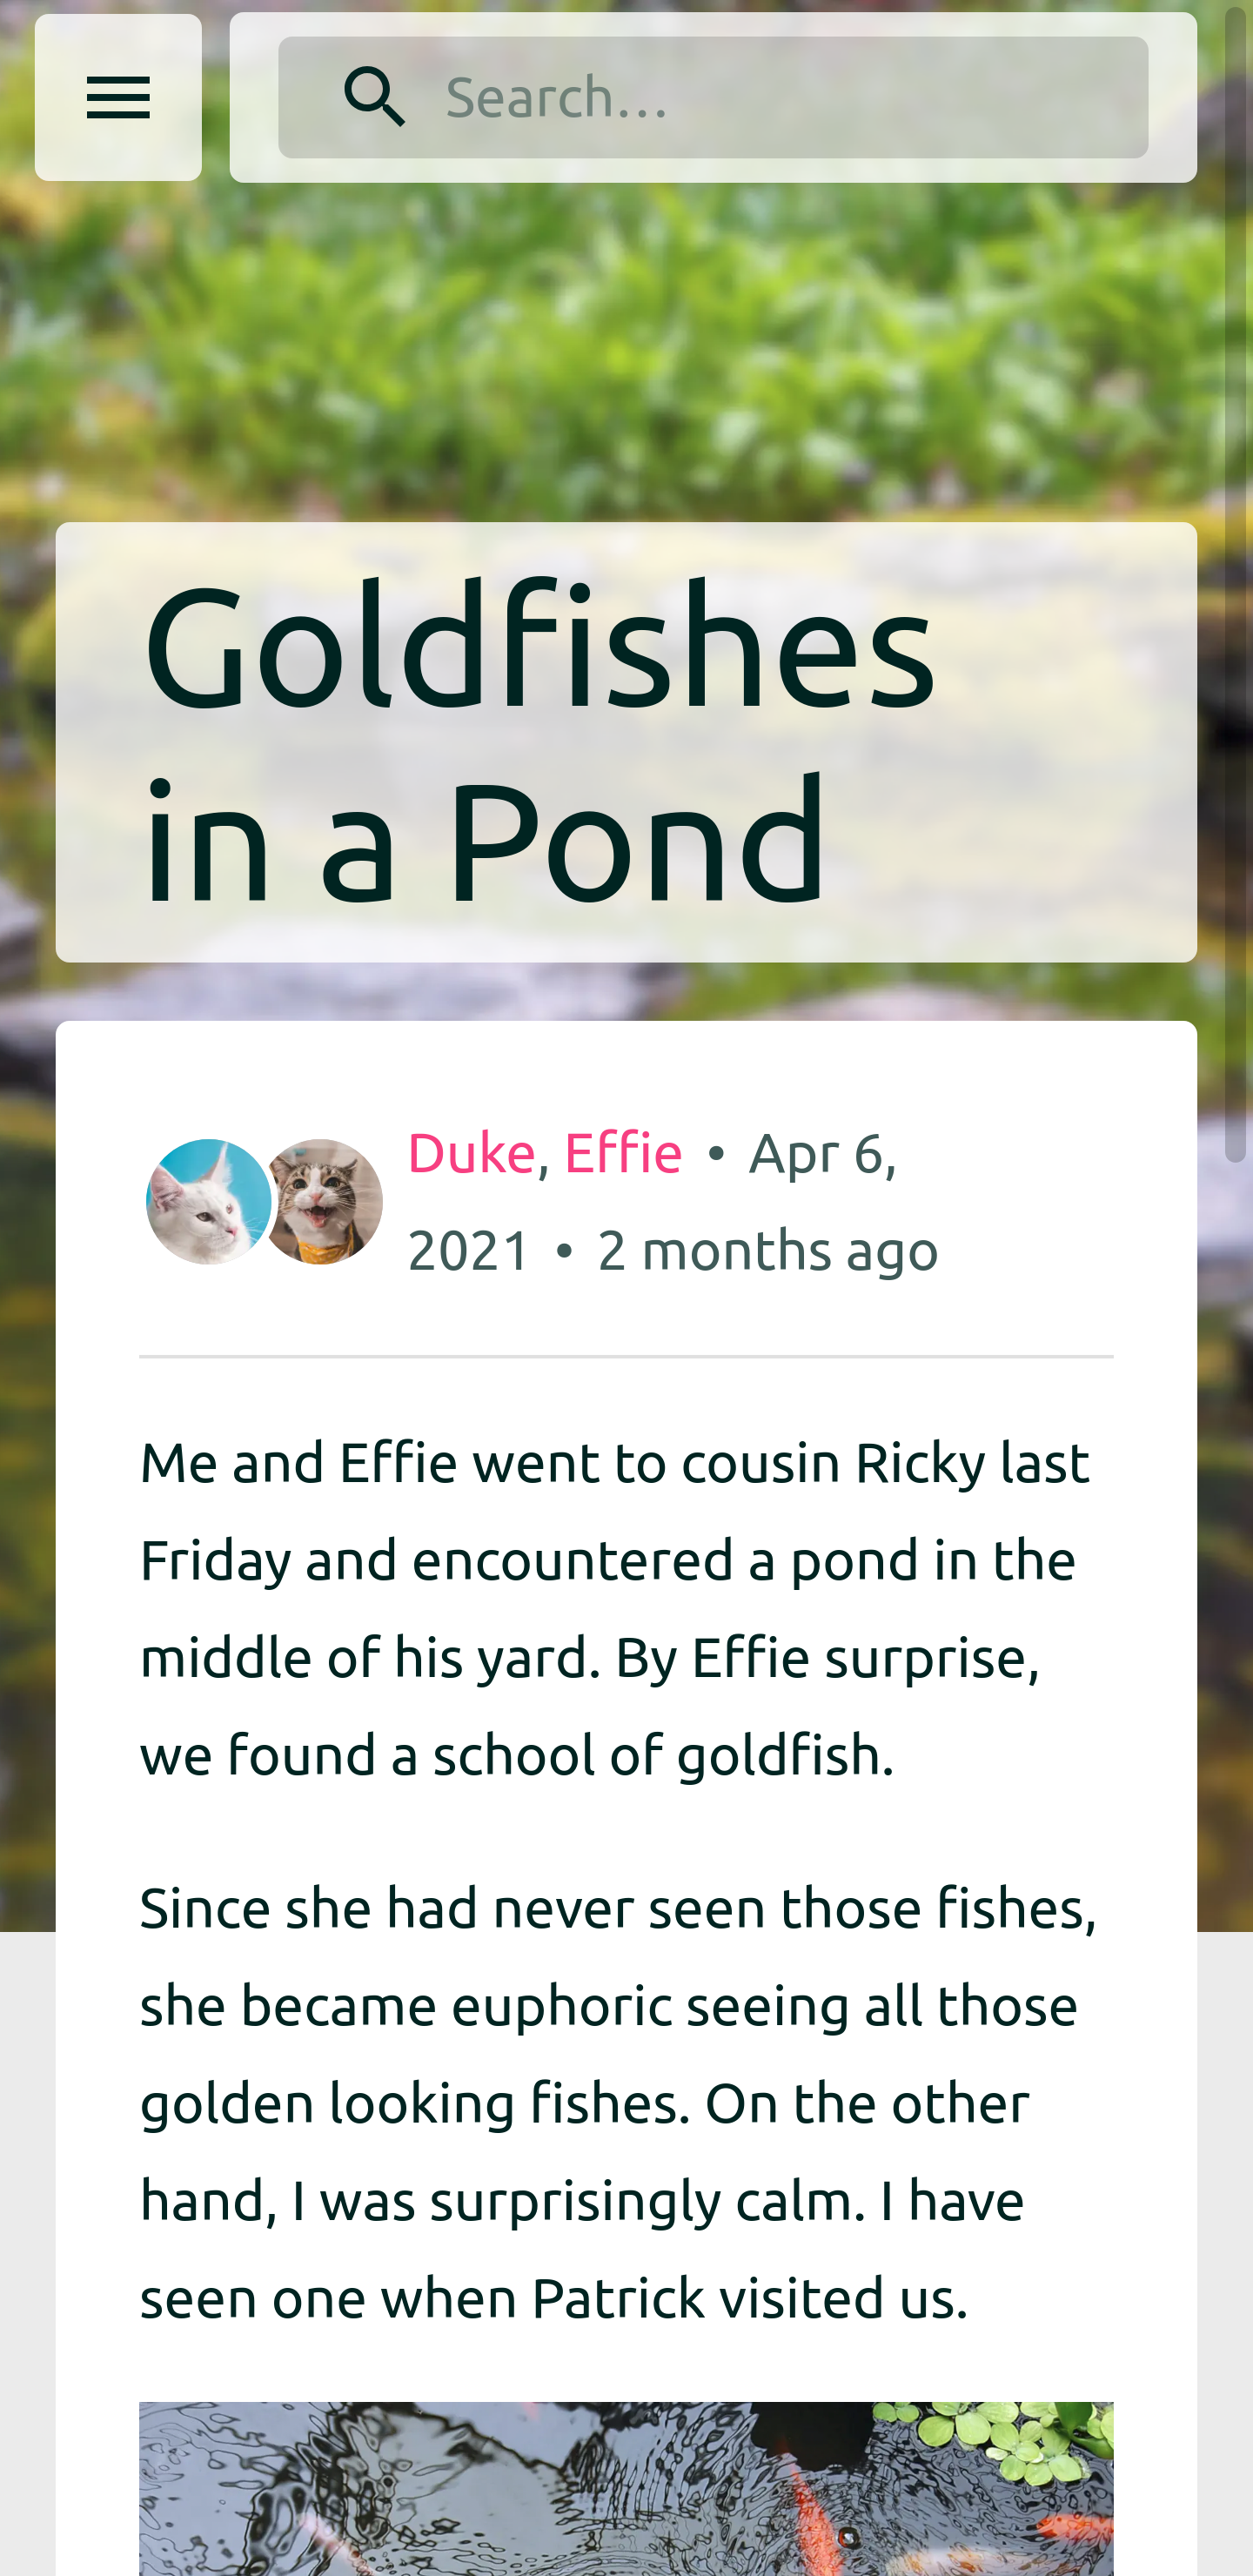 Search…
Goldfishes
in a Pond
Duke, Effie • Apr 6,
2021 • 2 months ago
Me and Effie went to cousin Ricky last
Friday and encountered a pond in the
middle of his yard. By Effie surprise,
we found a school of goldfish.
Since she had never seen those fishes,
she became euphoric seeing all those
golden looking fishes. On the other
hand, I was surprisingly calm. I have
seen one when Patrick visited us.